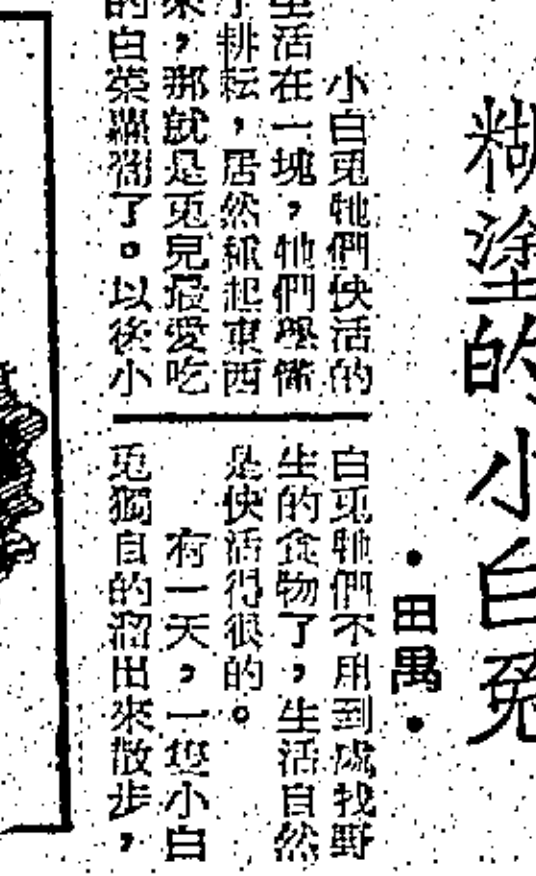 糊塗的小白兔
•田禺•
小白兎牠們快活的
生活在一塊，牠們學備
了耕耘，居然種起東西
來，那就是兎兒最愛吃
的白菜羅蔔了。以後小
白兎牠們不用到處找野
生的食物了，生活自然
是快活得很的。
有一天，一隻小白
兎獨自的溜出來散步，